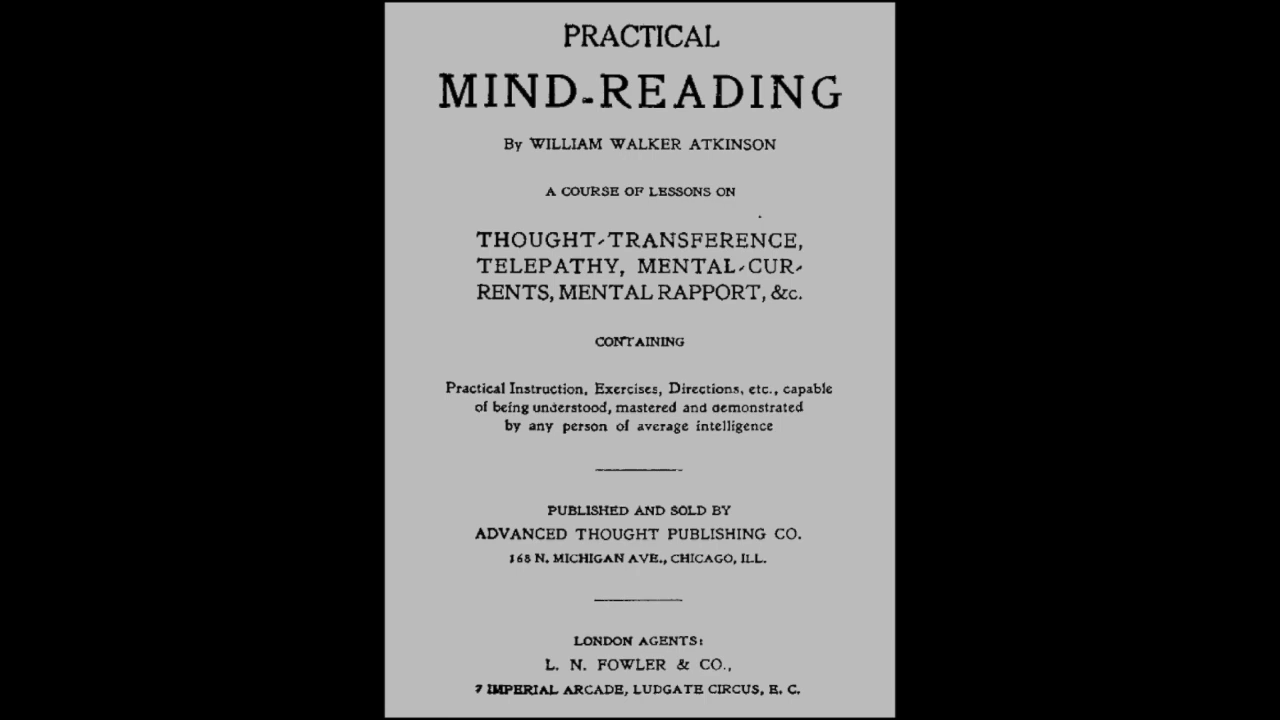 PRACTICAL
MIND-READING
By WILLIAM WALKER ATKINSON
A COURSE OF LESSONS ON
THOUGHT-TRANSFERENCE,
TELEPATHY, MENTAL-CUR-
RENTS, MENTAL RAPPORT, &c.
CONTAINING
Practical Instruction, Exercises, Directions, etc., capable
of being understood, mastered and demonstrated
by any person of average intelligence
PUBLISHED AND SOLD BY
ADVANCED THOUGHT PUBLISHING CO.
168 N. MICHIGAN AVE., CHICAGO, ILL.
LONDON AGENTS:
L. N. FOWLER & CO.,
7 IMPERIAL ARCADE, LUDGATE CIRCUS, E. C.